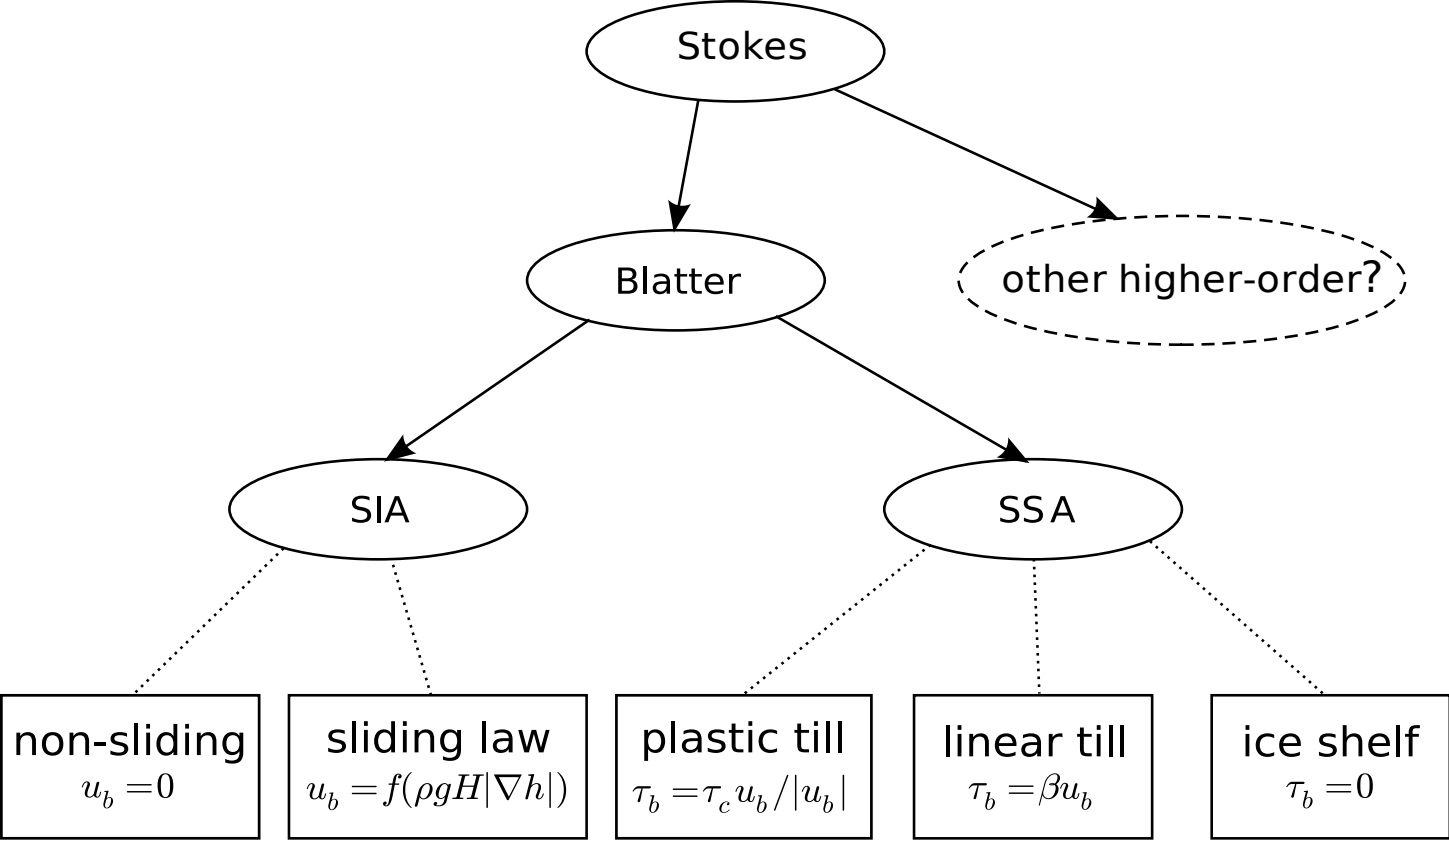 Stokes
Blatter
other higher-order?
SIA
SSA
non-sliding
u_b = 0
sliding law
u_b = f(ρgH|∇h|)
plastic till
τ_b = τ_c u_b/|u_b|
linear till
τ_b = βu_b
ice shelf
τ_b = 0